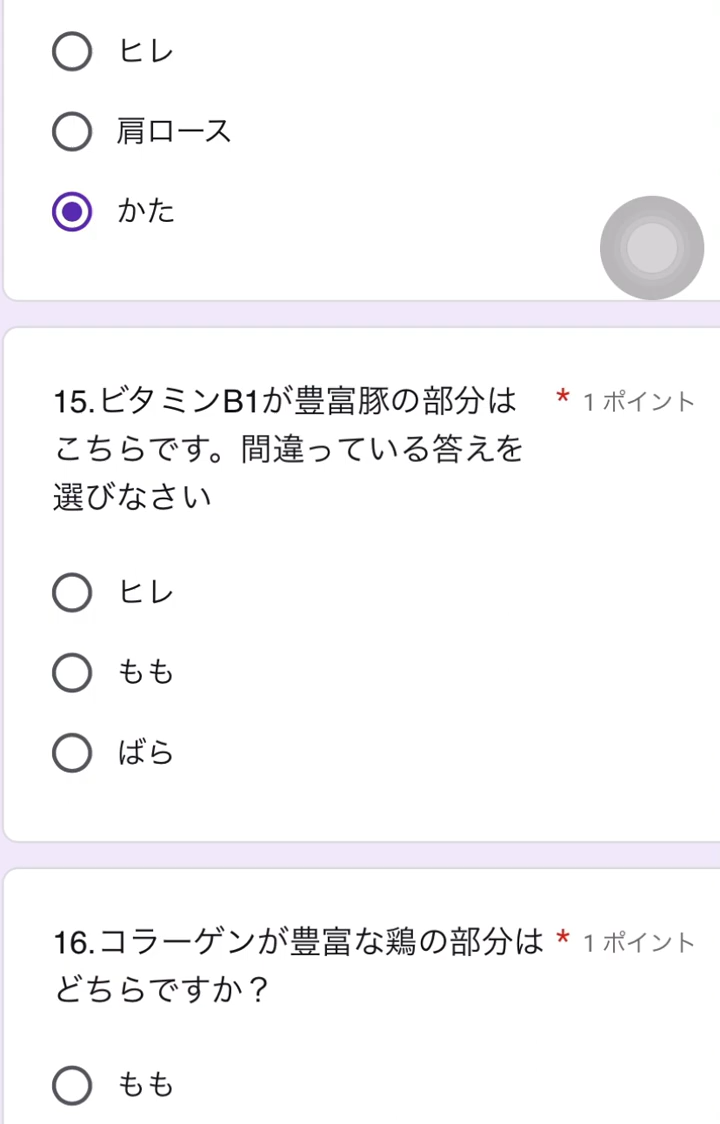 ヒレ
肩ロース
かた
15.ビタミンB1が豊富豚の部分は * 1 ポイント
こちらです。間違っている答えを
選びなさい
ヒレ
もも
ばら
16.コラーゲンが豊富な鶏の部分は * 1 ポイント
どちらですか？
もも